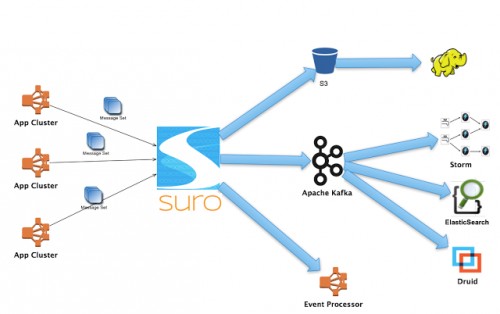 App Cluster
App Cluster
App Cluster
Message Set
Message Set
Message Set
suro
S3
Apache Kafka
Event Processor
Storm
ElasticSearch
Druid